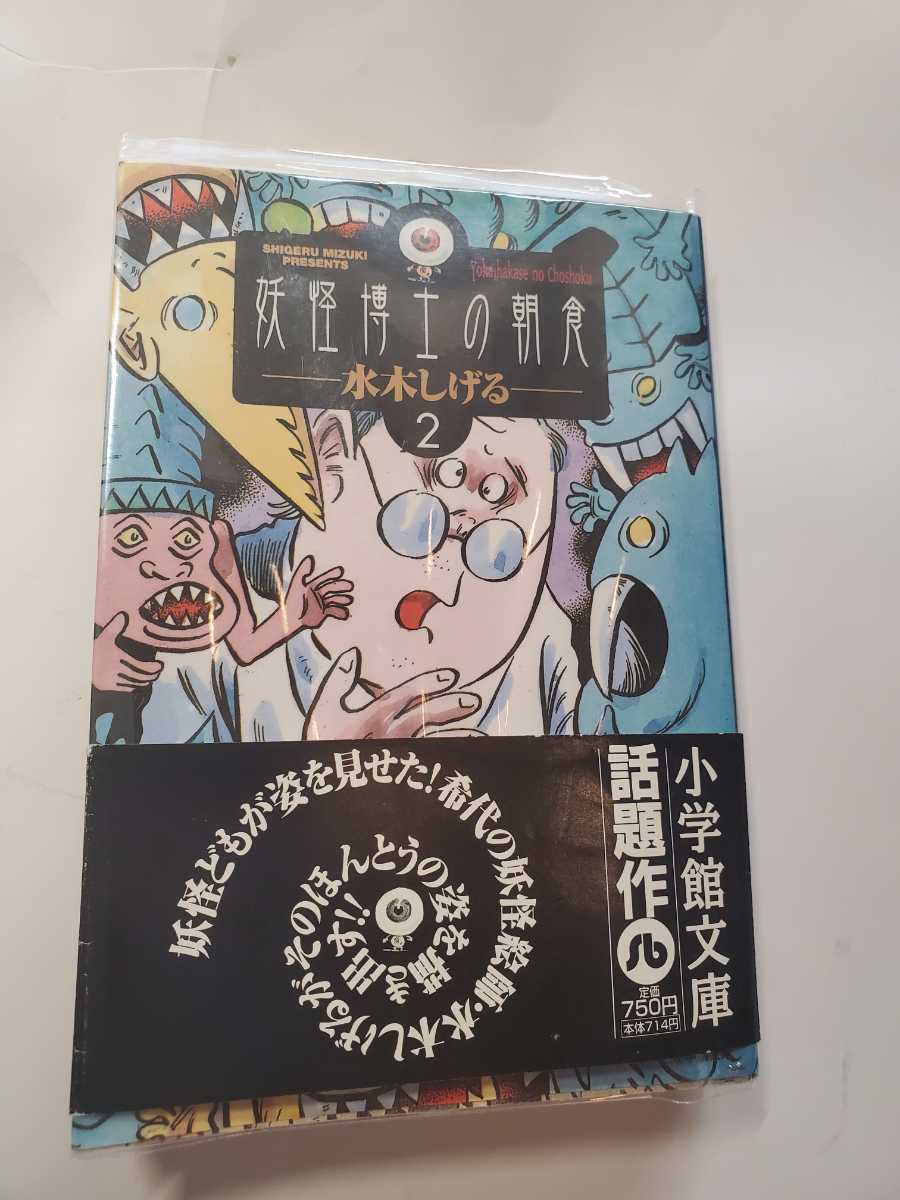 SHIGERU MIZUKI
PRESENTS
Yokaihakase no Choshoku
妖怪博士の朝食
水木しげる
2
妖怪どもが姿を見せた!希代の妖怪絵師・水木しげるがそのほんとうの姿を描き出す!!
小学館文庫
話題作
定価
750円
本体714円